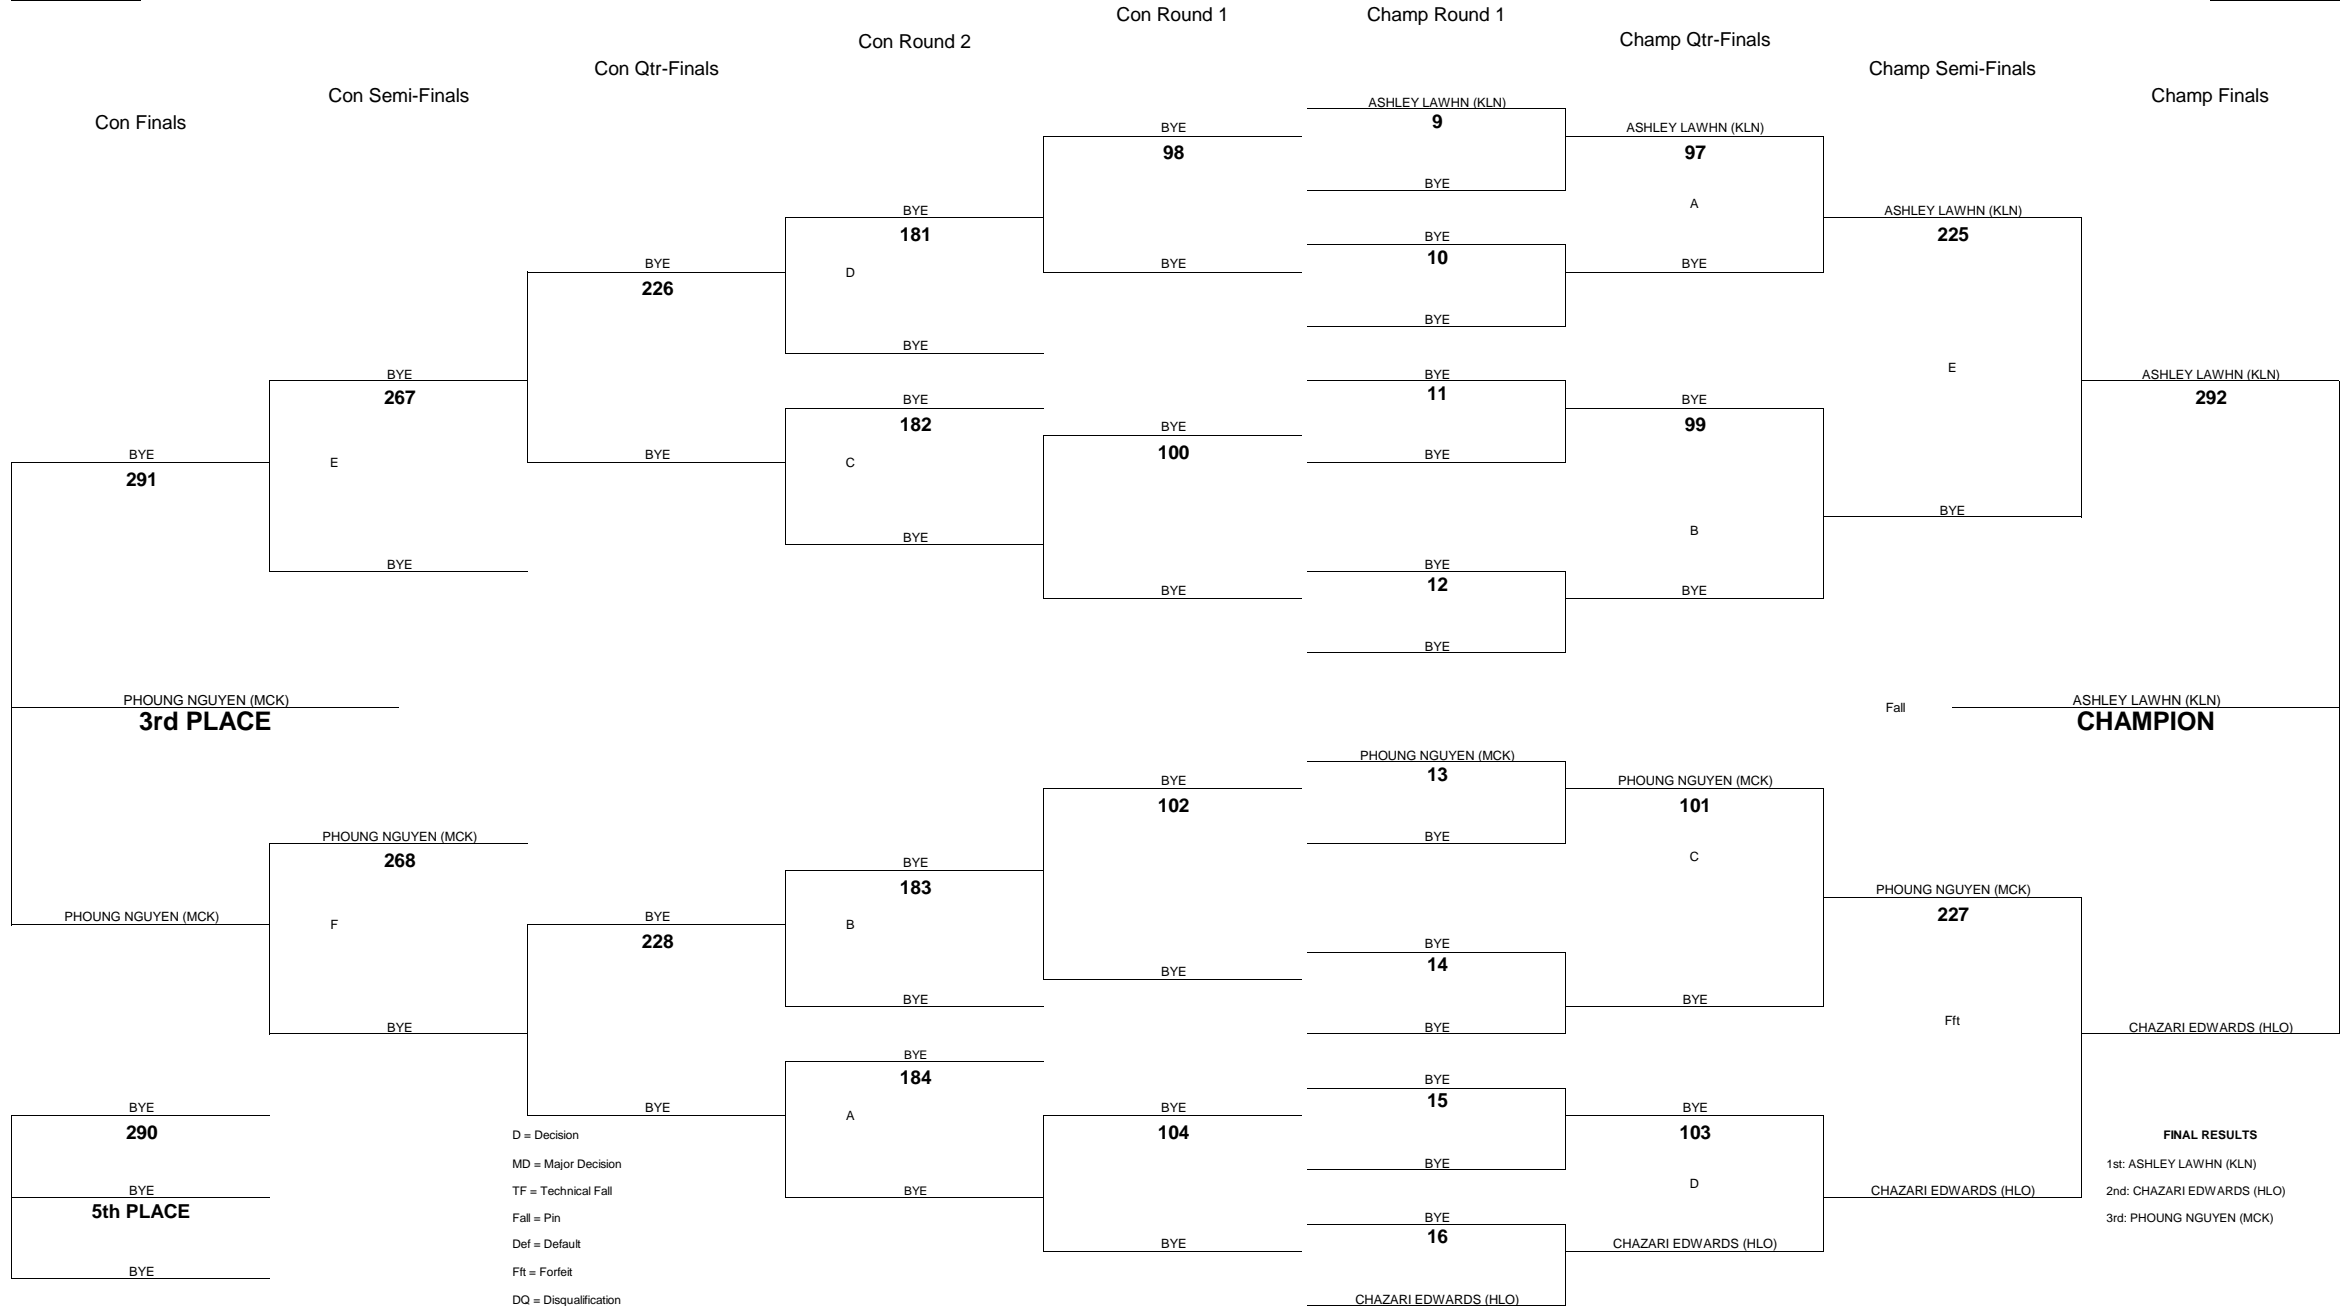 Con Round 1
Champ Round 1
Con Round 2
Champ Qtr-Finals
Con Qtr-Finals
Champ Semi-Finals
Con Semi-Finals
Champ Finals
Con Finals
ASHLEY LAWHN (KLN)
9
BYE
98
ASHLEY LAWHN (KLN)
97
BYE
A
BYE
181
ASHLEY LAWHN (KLN)
225
BYE
10
BYE
226
D
BYE
BYE
BYE
BYE
E
BYE
267
BYE
11
ASHLEY LAWHN (KLN)
292
BYE
182
BYE
99
BYE
100
BYE
291
E
BYE
C
BYE
BYE
B
BYE
BYE
BYE
12
BYE
BYE
BYE
PHOUNG NGUYEN (MCK)
3rd PLACE
Fall
ASHLEY LAWHN (KLN)
CHAMPION
PHOUNG NGUYEN (MCK)
13
BYE
102
PHOUNG NGUYEN (MCK)
101
PHOUNG NGUYEN (MCK)
268
BYE
C
BYE
183
PHOUNG NGUYEN (MCK)
227
PHOUNG NGUYEN (MCK)
F
BYE
228
B
BYE
14
BYE
BYE
BYE
BYE
BYE
Fft
CHAZARI EDWARDS (HLO)
BYE
184
BYE
15
BYE
290
BYE
A
BYE
104
BYE
103
D = Decision
FINAL RESULTS
MD = Major Decision
BYE
1st: ASHLEY LAWHN (KLN)
D
BYE
5th PLACE
TF = Technical Fall
BYE
CHAZARI EDWARDS (HLO)
2nd: CHAZARI EDWARDS (HLO)
Fall = Pin
BYE
16
3rd: PHOUNG NGUYEN (MCK)
Def = Default
BYE
CHAZARI EDWARDS (HLO)
BYE
Fft = Forfeit
DQ = Disqualification
CHAZARI EDWARDS (HLO)